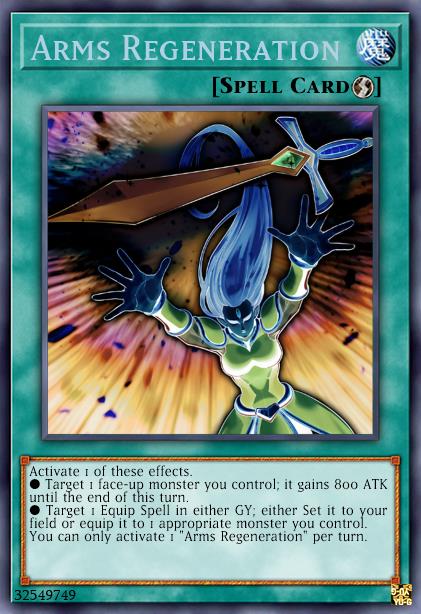 Arms Regeneration
魔
[Spell Card]
Activate 1 of these effects.
● Target 1 face-up monster you control; it gains 800 ATK
until the end of this turn.
● Target 1 Equip Spell in either GY; either Set it to your
field or equip it to 1 appropriate monster you control.
You can only activate 1 "Arms Regeneration" per turn.
32549749